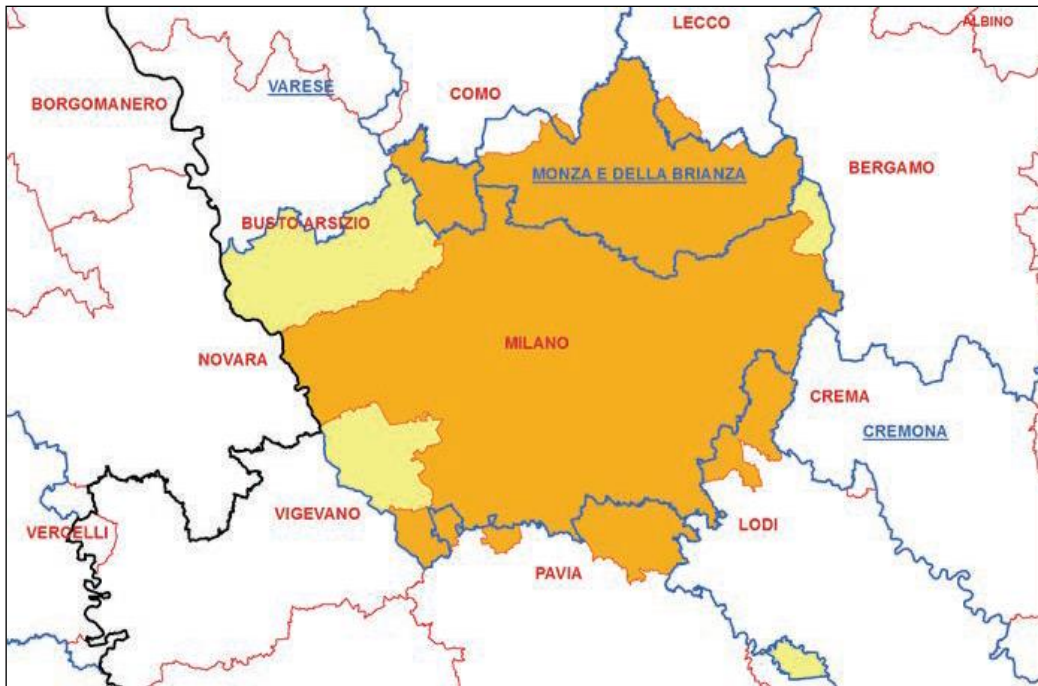 LECCO
ALBINO
VARESE
COMO
BORGOMANERO
BERGAMO
MONZA E DELLA BRIANZA
BUSTO ARSIZIO
MILANO
NOVARA
CREMA
CREMONA
VIGEVANO
LODI
VERCELLI
PAVIA